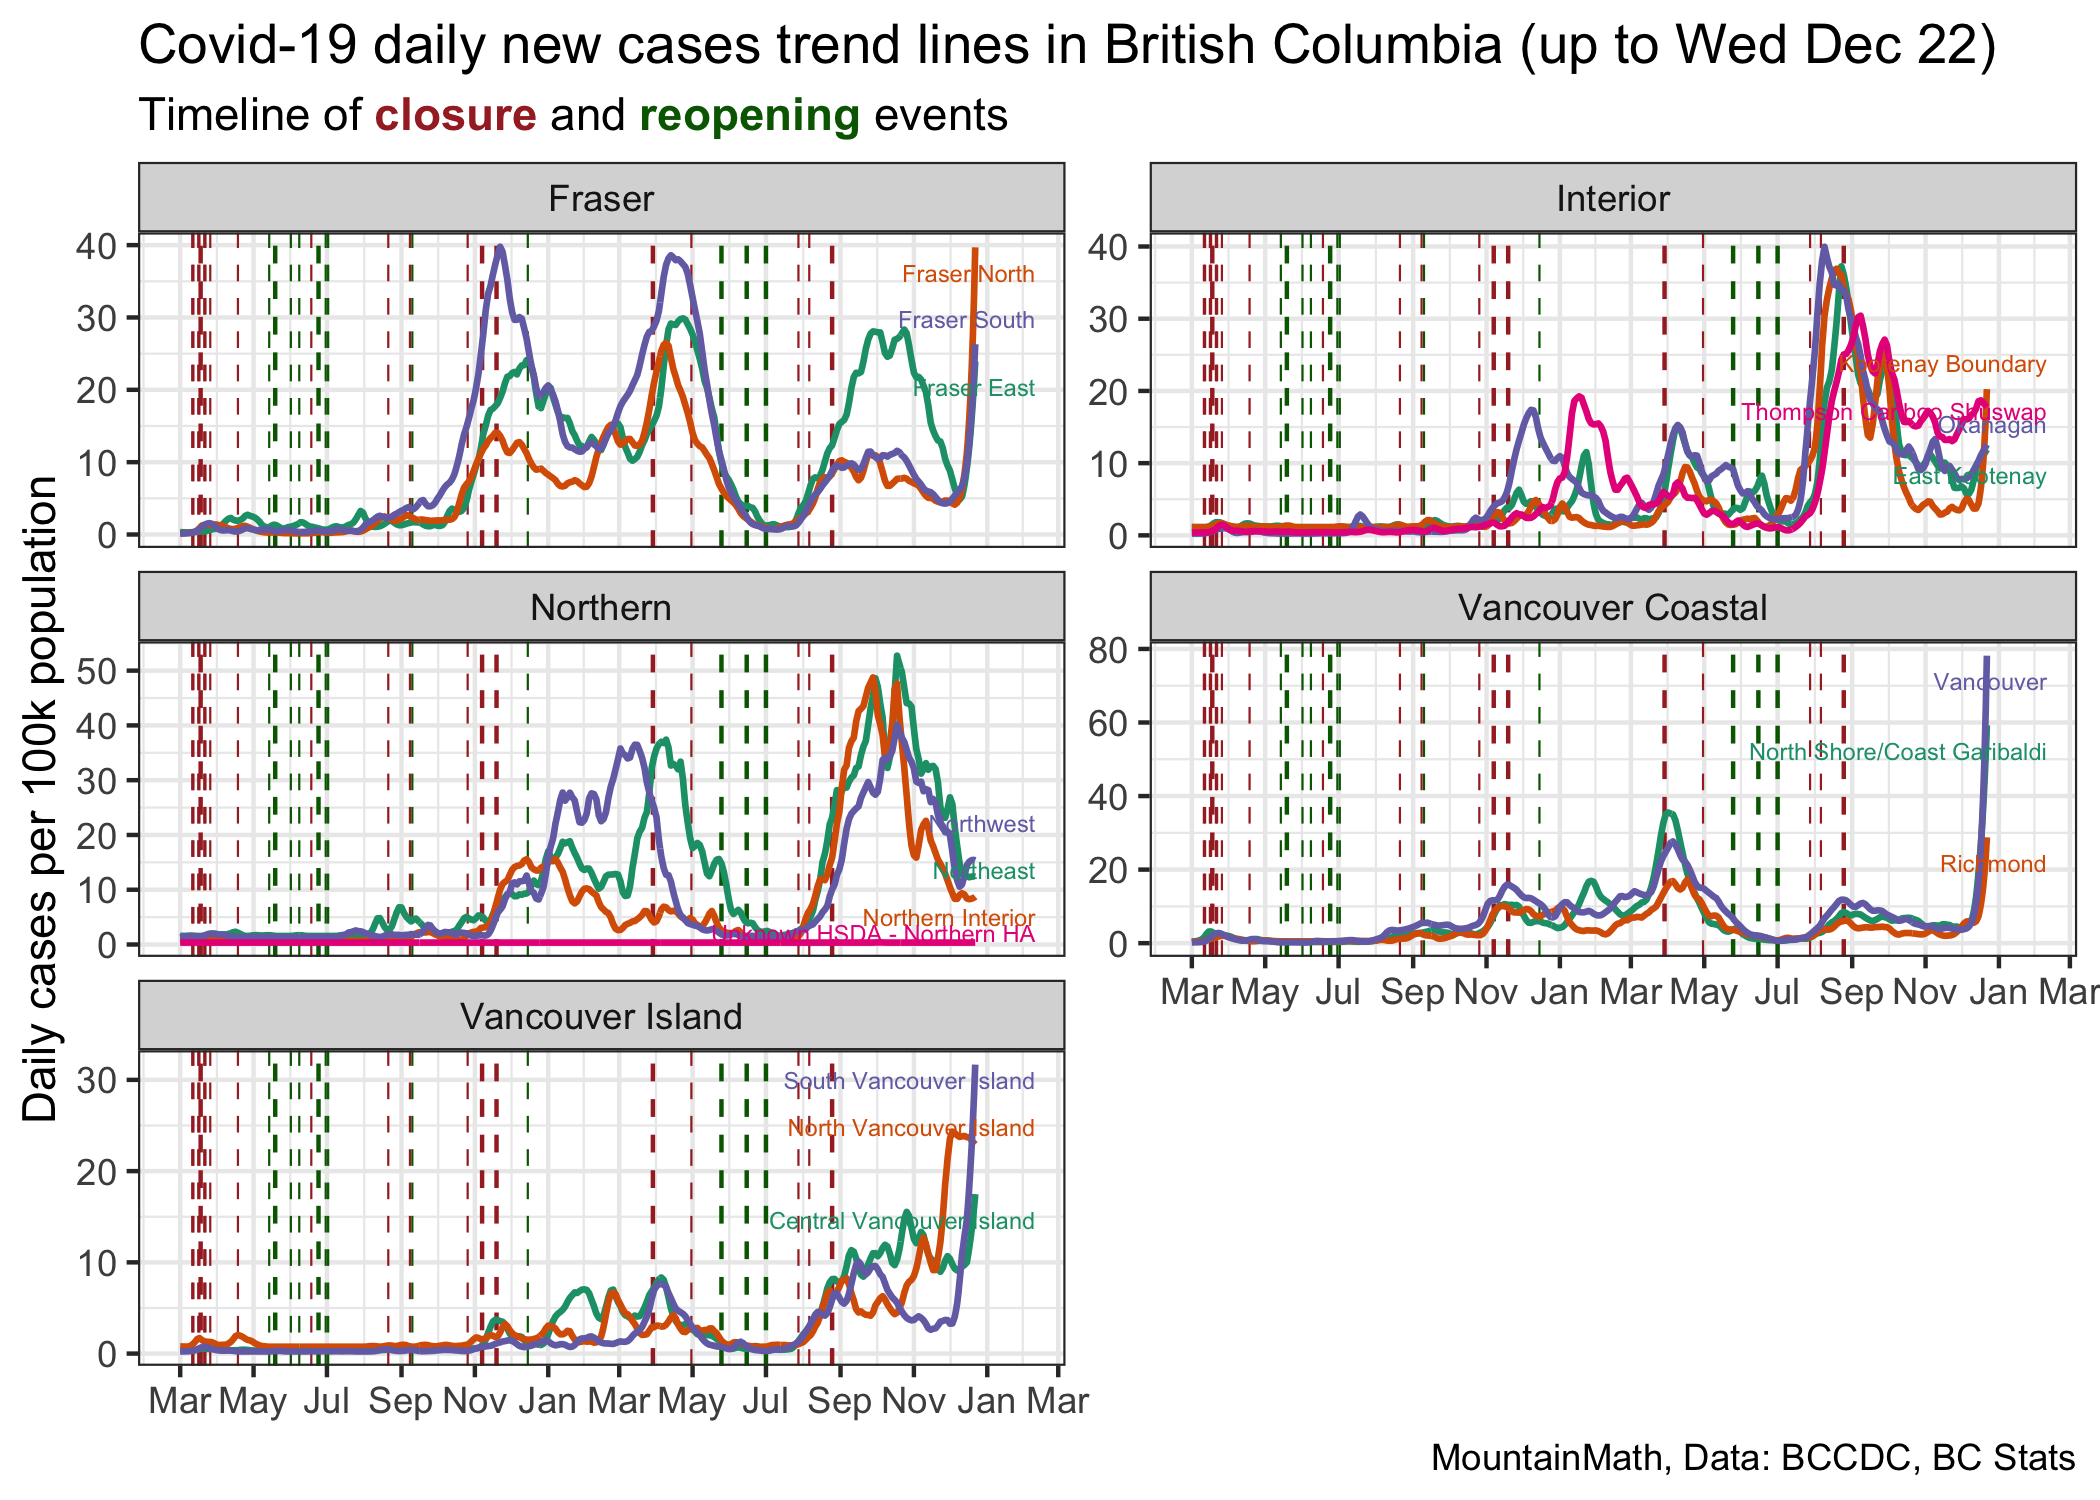 Covid-19 daily new cases trend lines in British Columbia (up to Wed Dec 22)
Timeline of closure and reopening events
Daily cases per 100k population
Fraser
40
30
20
10
0
Fraser North
Fraser South
Fraser East
Interior
40
30
20
10
0
Kootenay Boundary
Thompson Cariboo Shuswap
Okanagan
East Kootenay
Northern
50
40
30
20
10
0
Northwest
Northeast
Northern Interior
Unknown HSDA - Northern HA
Vancouver Coastal
80
60
40
20
0
Vancouver
North Shore/Coast Garibaldi
Richmond
Mar May Jul Sep Nov Jan Mar May Jul Sep Nov Jan Mar
Vancouver Island
30
20
10
0
South Vancouver Island
North Vancouver Island
Central Vancouver Island
Mar May Jul Sep Nov Jan Mar May Jul Sep Nov Jan Mar
MountainMath, Data: BCCDC, BC Stats